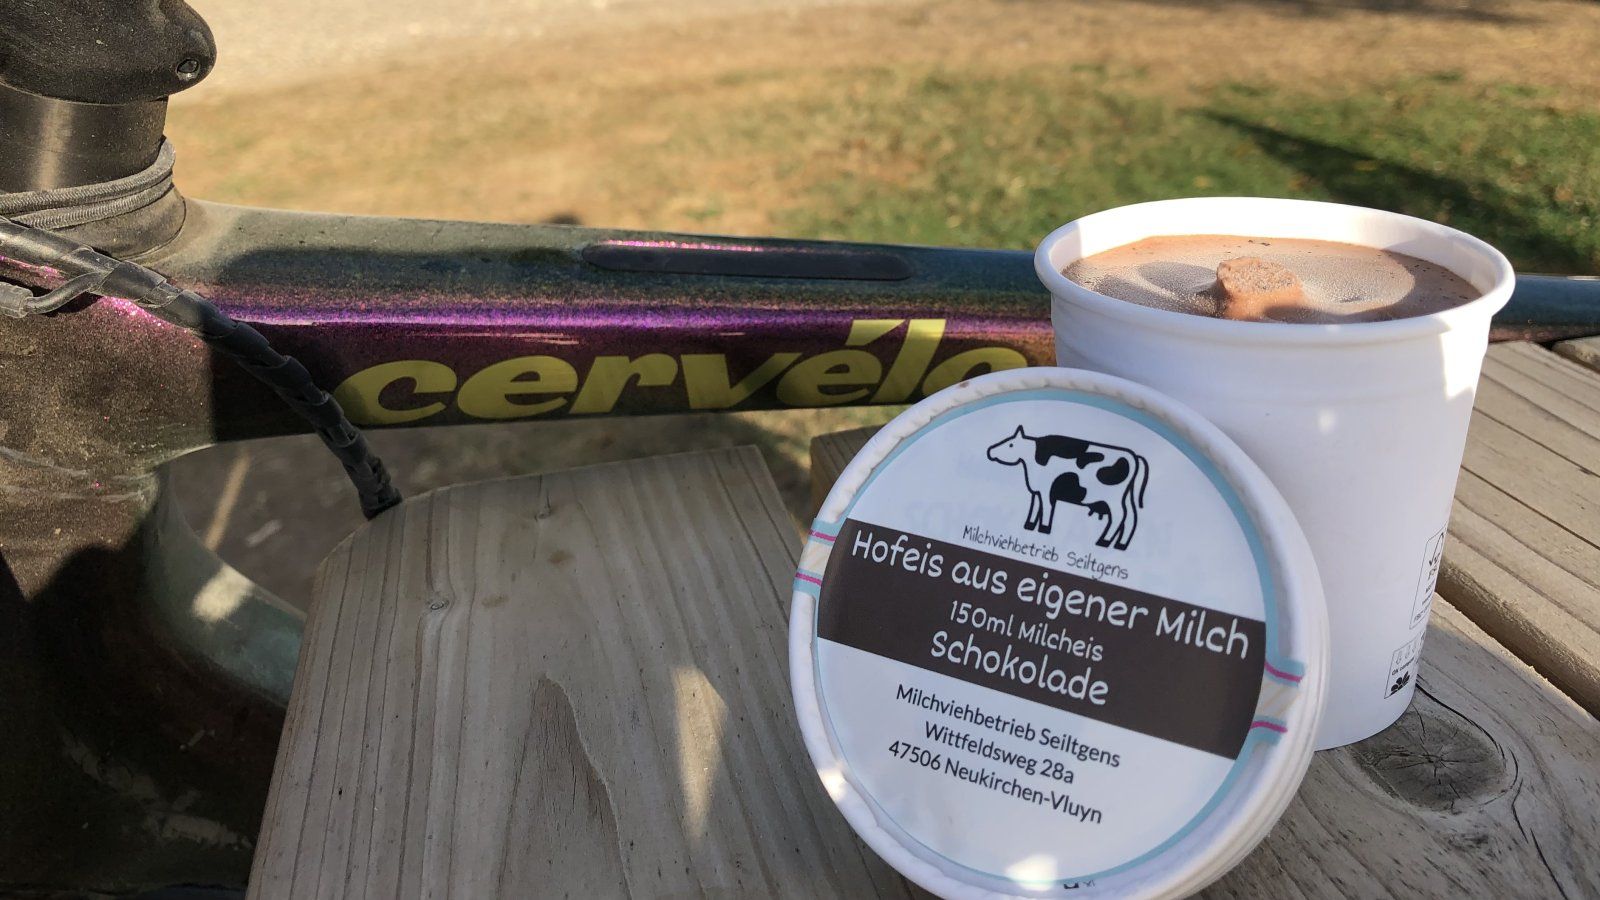 cervélo
Milchviehbetrieb Seiltgens
Hofeis aus eigener Milch
150ml Milcheis
Schokolade
Milchviehbetrieb Seiltgens
Wittfeldsweg 28a
47506 Neukirchen-Vluyn